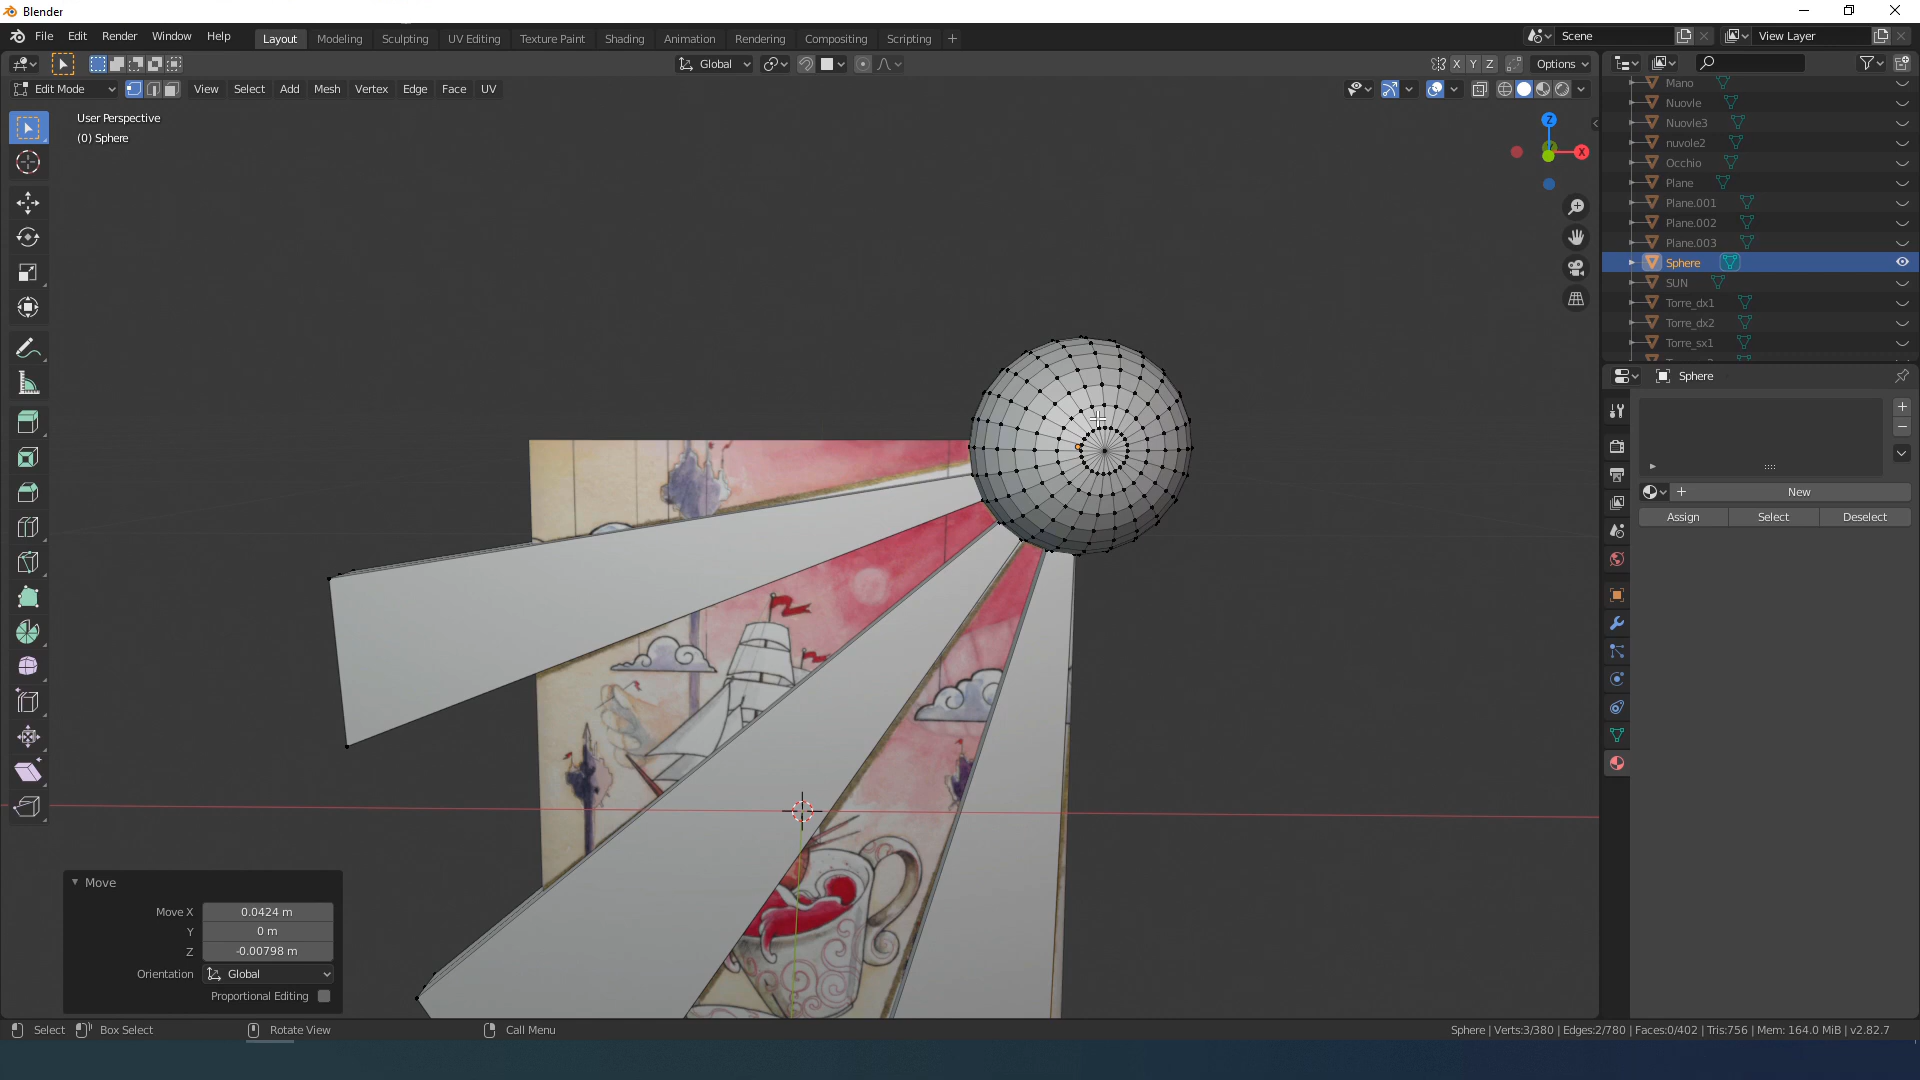 Blender
File Edit Render Window Help
Layout Modeling Sculpting UV Editing Texture Paint Shading Animation Rendering Compositing Scripting +
Scene
View Layer
Global
X Y Z
Options
Edit Mode
View Select Add Mesh Vertex Edge Face UV
User Perspective
(0) Sphere
Z
X
Mano
Nuovle
Nuovle3
nuvole2
Occhio
Plane
Plane.001
Plane.002
Plane.003
Sphere
SUN
Torre_dx1
Torre_dx2
Torre_sx1
Sphere
New
Assign Select Deselect
Move
Move X 0.0424 m
Y 0 m
Z -0.00798 m
Orientation Global
Proportional Editing
Select Box Select Rotate View Call Menu
Sphere | Verts:3/380 | Edges:2/780 | Faces:0/402 | Tris:756 | Mem: 164.0 MiB | v2.82.7